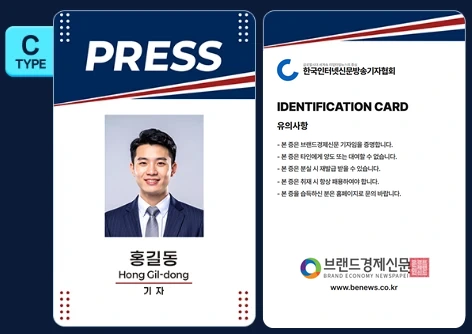 C
TYPE
PRESS
홍길동
Hong Gil-dong
기 자
한국인터넷신문방송기자협회
IDENTIFICATION CARD
유의사항
- 본 증은 브랜드경제신문 기자임을 증명합니다.
- 본 증은 타인에게 양도 또는 대여할 수 없습니다.
- 본 증은 분실 시 재발급 받을 수 있습니다.
- 본 증은 취재 시 항상 패용하여야 합니다.
- 본 증을 습득하신 분은 홈페이지로 문의 바랍니다.
브랜드경제신문
BRAND ECONOMY NEWSPAPER
www.benews.co.kr